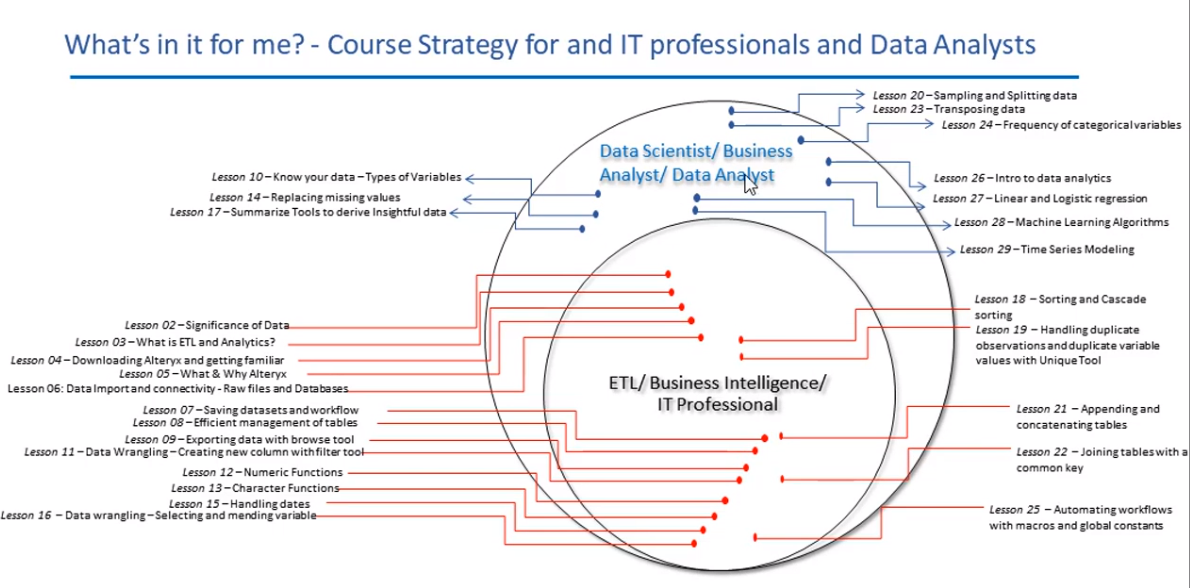 What's in it for me? - Course Strategy for and IT professionals and Data Analysts
Lesson 20 – Sampling and Splitting data
Lesson 23 – Transposing data
Lesson 24 – Frequency of categorical variables
Data Scientist/ Business
Analyst/ Data Analyst
Lesson 10 – Know your data – Types of Variables
Lesson 14 – Replacing missing values
Lesson 17 – Summarize Tools to derive Insightful data
Lesson 26 – Intro to data analytics
Lesson 27 – Linear and Logistic regression
Lesson 28 – Machine Learning Algorithms
Lesson 29 – Time Series Modeling
Lesson 02 – Significance of Data
Lesson 03 – What is ETL and Analytics?
Lesson 04 – Downloading Alteryx and getting familiar
Lesson 05 – What & Why Alteryx
Lesson 06: Data Import and connectivity - Raw files and Databases
Lesson 07 – Saving datasets and workflow
Lesson 08 – Efficient management of tables
Lesson 09 – Exporting data with browse tool
Lesson 11 – Data Wrangling – Creating new column with filter tool
Lesson 12 – Numeric Functions
Lesson 13 – Character Functions
Lesson 15 – Handling dates
Lesson 16 – Data wrangling – Selecting and mending variable
ETL/ Business Intelligence/
IT Professional
Lesson 18 – Sorting and Cascade
sorting
Lesson 19 – Handling duplicate
observations and duplicate variable
values with Unique Tool
Lesson 21 – Appending and
concatenating tables
Lesson 22 – Joining tables with a
common key
Lesson 25 – Automating workflows
with macros and global constants